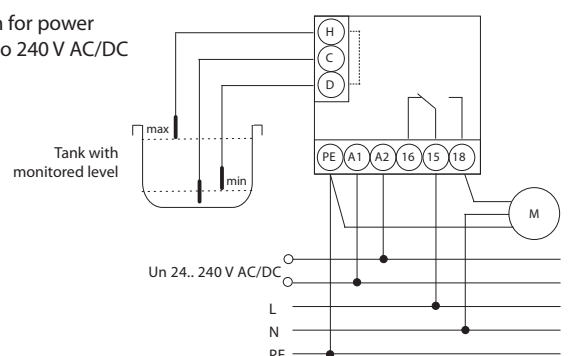 for power
o 240 V AC/DC
H
C
D
max
Tank with
monitored level
min
PE A1 A2 16 15 18
M
Un 24.. 240 V AC/DC
L
N
PE